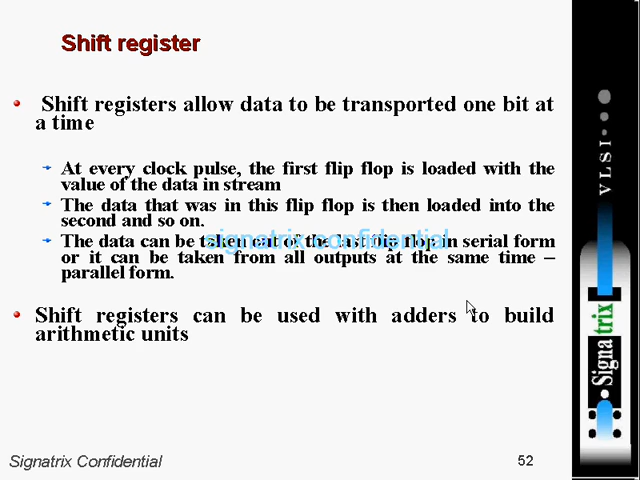 Shift register
Shift registers allow data to be transported one bit at
a time
At every clock pulse, the first flip flop is loaded with the
value of the data in stream
The data that was in this flip flop is then loaded into the
second and so on.
The data can be taken out of the last flip flop in serial form
signatrix confidential
or it can be taken from all outputs at the same time –
parallel form.
Shift registers can be used with adders to build
arithmetic units
Signatrix Confidential
52
VLSI
Signatrix